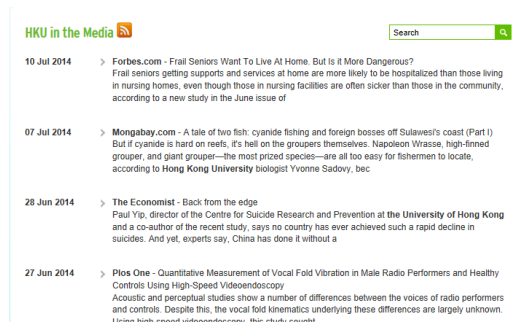 HKU in the Media
Search
10 Jul 2014
Forbes.com - Frail Seniors Want To Live At Home. But Is it More Dangerous?
Frail seniors getting supports and services at home are more likely to be hospitalized than those living
in nursing homes, even though those in nursing facilities are often sicker than those in the community,
according to a new study in the June issue of
07 Jul 2014
Mongabay.com - A tale of two fish: cyanide fishing and foreign bosses off Sulawesi's coast (Part I)
But if cyanide is hard on reefs, it's hell on the groupers themselves. Napoleon Wrasse, high-finned
grouper, and giant grouper—the most prized species—are all too easy for fishermen to locate,
according to Hong Kong University biologist Yvonne Sadovy, bec
28 Jun 2014
The Economist - Back from the edge
Paul Yip, director of the Centre for Suicide Research and Prevention at the University of Hong Kong
and a co-author of the recent study, says no country has ever achieved such a rapid decline in
suicides. And yet, experts say, China has done it without a
27 Jun 2014
Plos One - Quantitative Measurement of Vocal Fold Vibration in Male Radio Performers and Healthy
Controls Using High-Speed Videoendoscopy
Acoustic and perceptual studies show a number of differences between the voices of radio performers
and controls. Despite this, the vocal fold kinematics underlying these differences are largely unknown.
Using high-speed videoendoscopy, this study sought